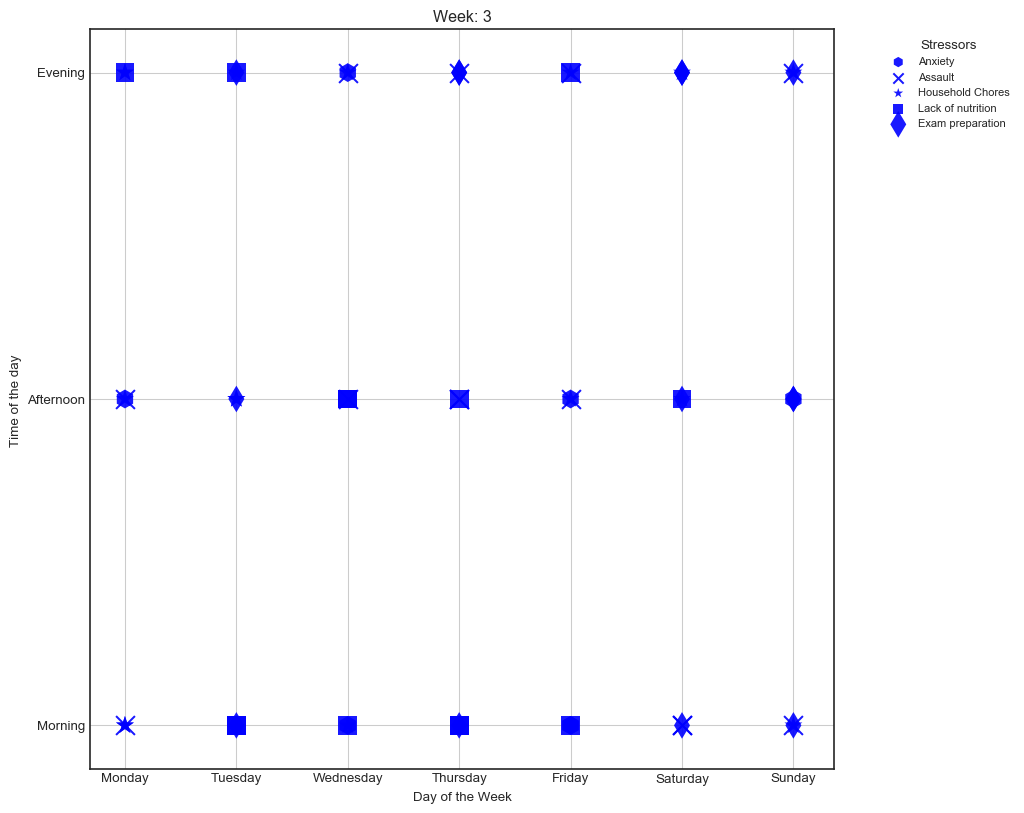 Week: 3
Stressors
Anxiety
Assault
Household Chores
Lack of nutrition
Exam preparation
Time of the day
Evening
Afternoon
Morning
Monday Tuesday Wednesday Thursday Friday Saturday Sunday
Day of the Week